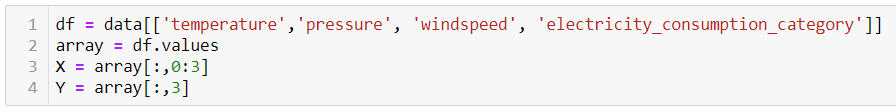 1 df = data[['temperature','pressure', 'windspeed', 'electricity_consumption_category']]
2 array = df.values
3 X = array[:,0:3]
4 Y = array[:,3]